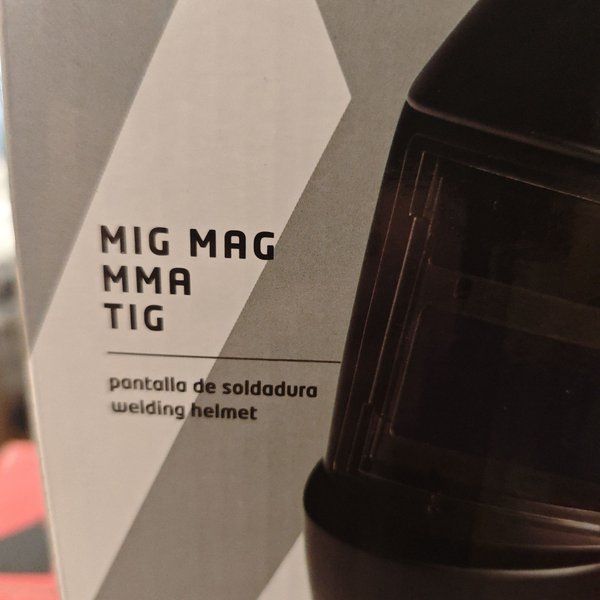 MIG MAG
MMA
TIG
pantalla de soldadura
welding helmet